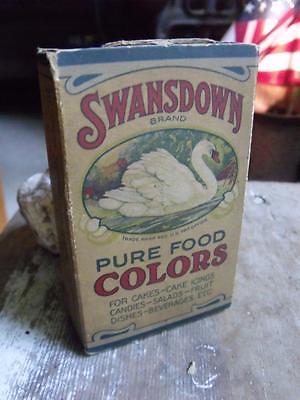 SWANSDOWN
BRAND
TRADE MARK REG. U.S. PAT. OFFICE
PURE FOOD
COLORS
FOR CAKES-CAKE ICINGS
CANDIES-SALADS-FRUIT
DISHES-BEVERAGES ETC.